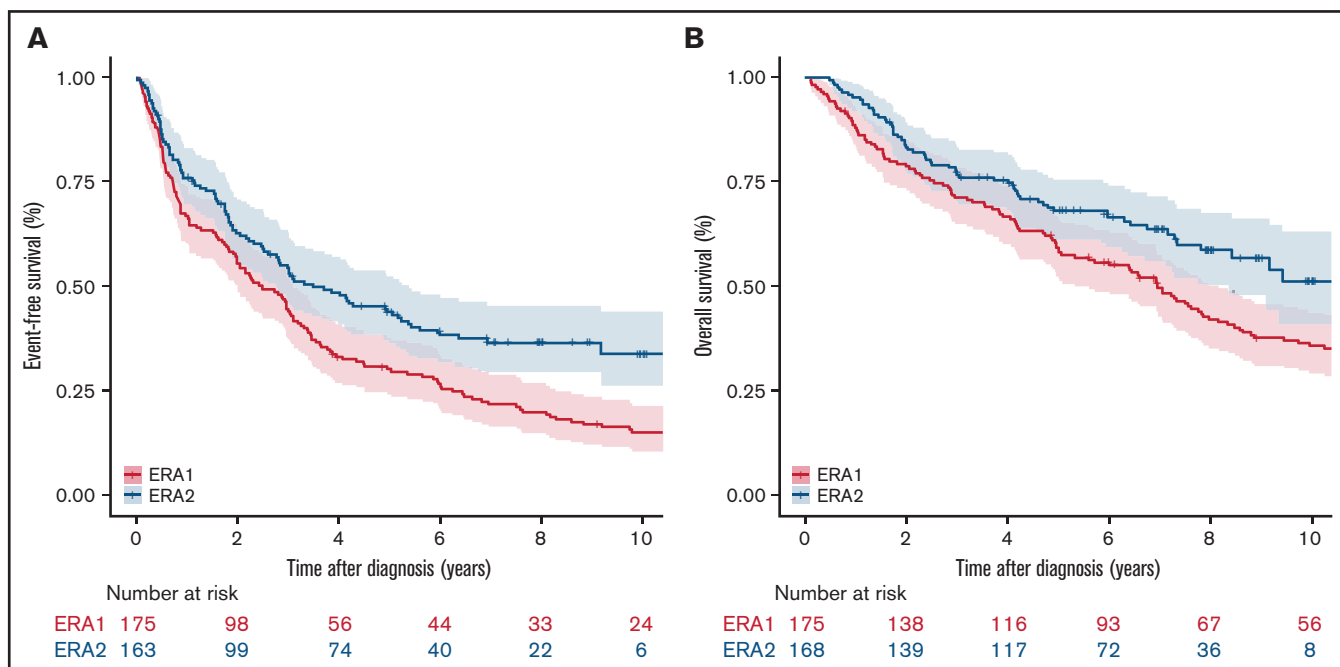 A
Event-free survival (%)
1.00
0.75
0.50
0.25
0.00
ERA1
ERA2
0 2 4 6 8 10
Time after diagnosis (years)
Number at risk
ERA1 175 98 56 44 33 24
ERA2 163 99 74 40 22 6
B
Overall survival (%)
1.00
0.75
0.50
0.25
0.00
ERA1
ERA2
0 2 4 6 8 10
Time after diagnosis (years)
Number at risk
ERA1 175 138 116 93 67 56
ERA2 168 139 117 72 36 8